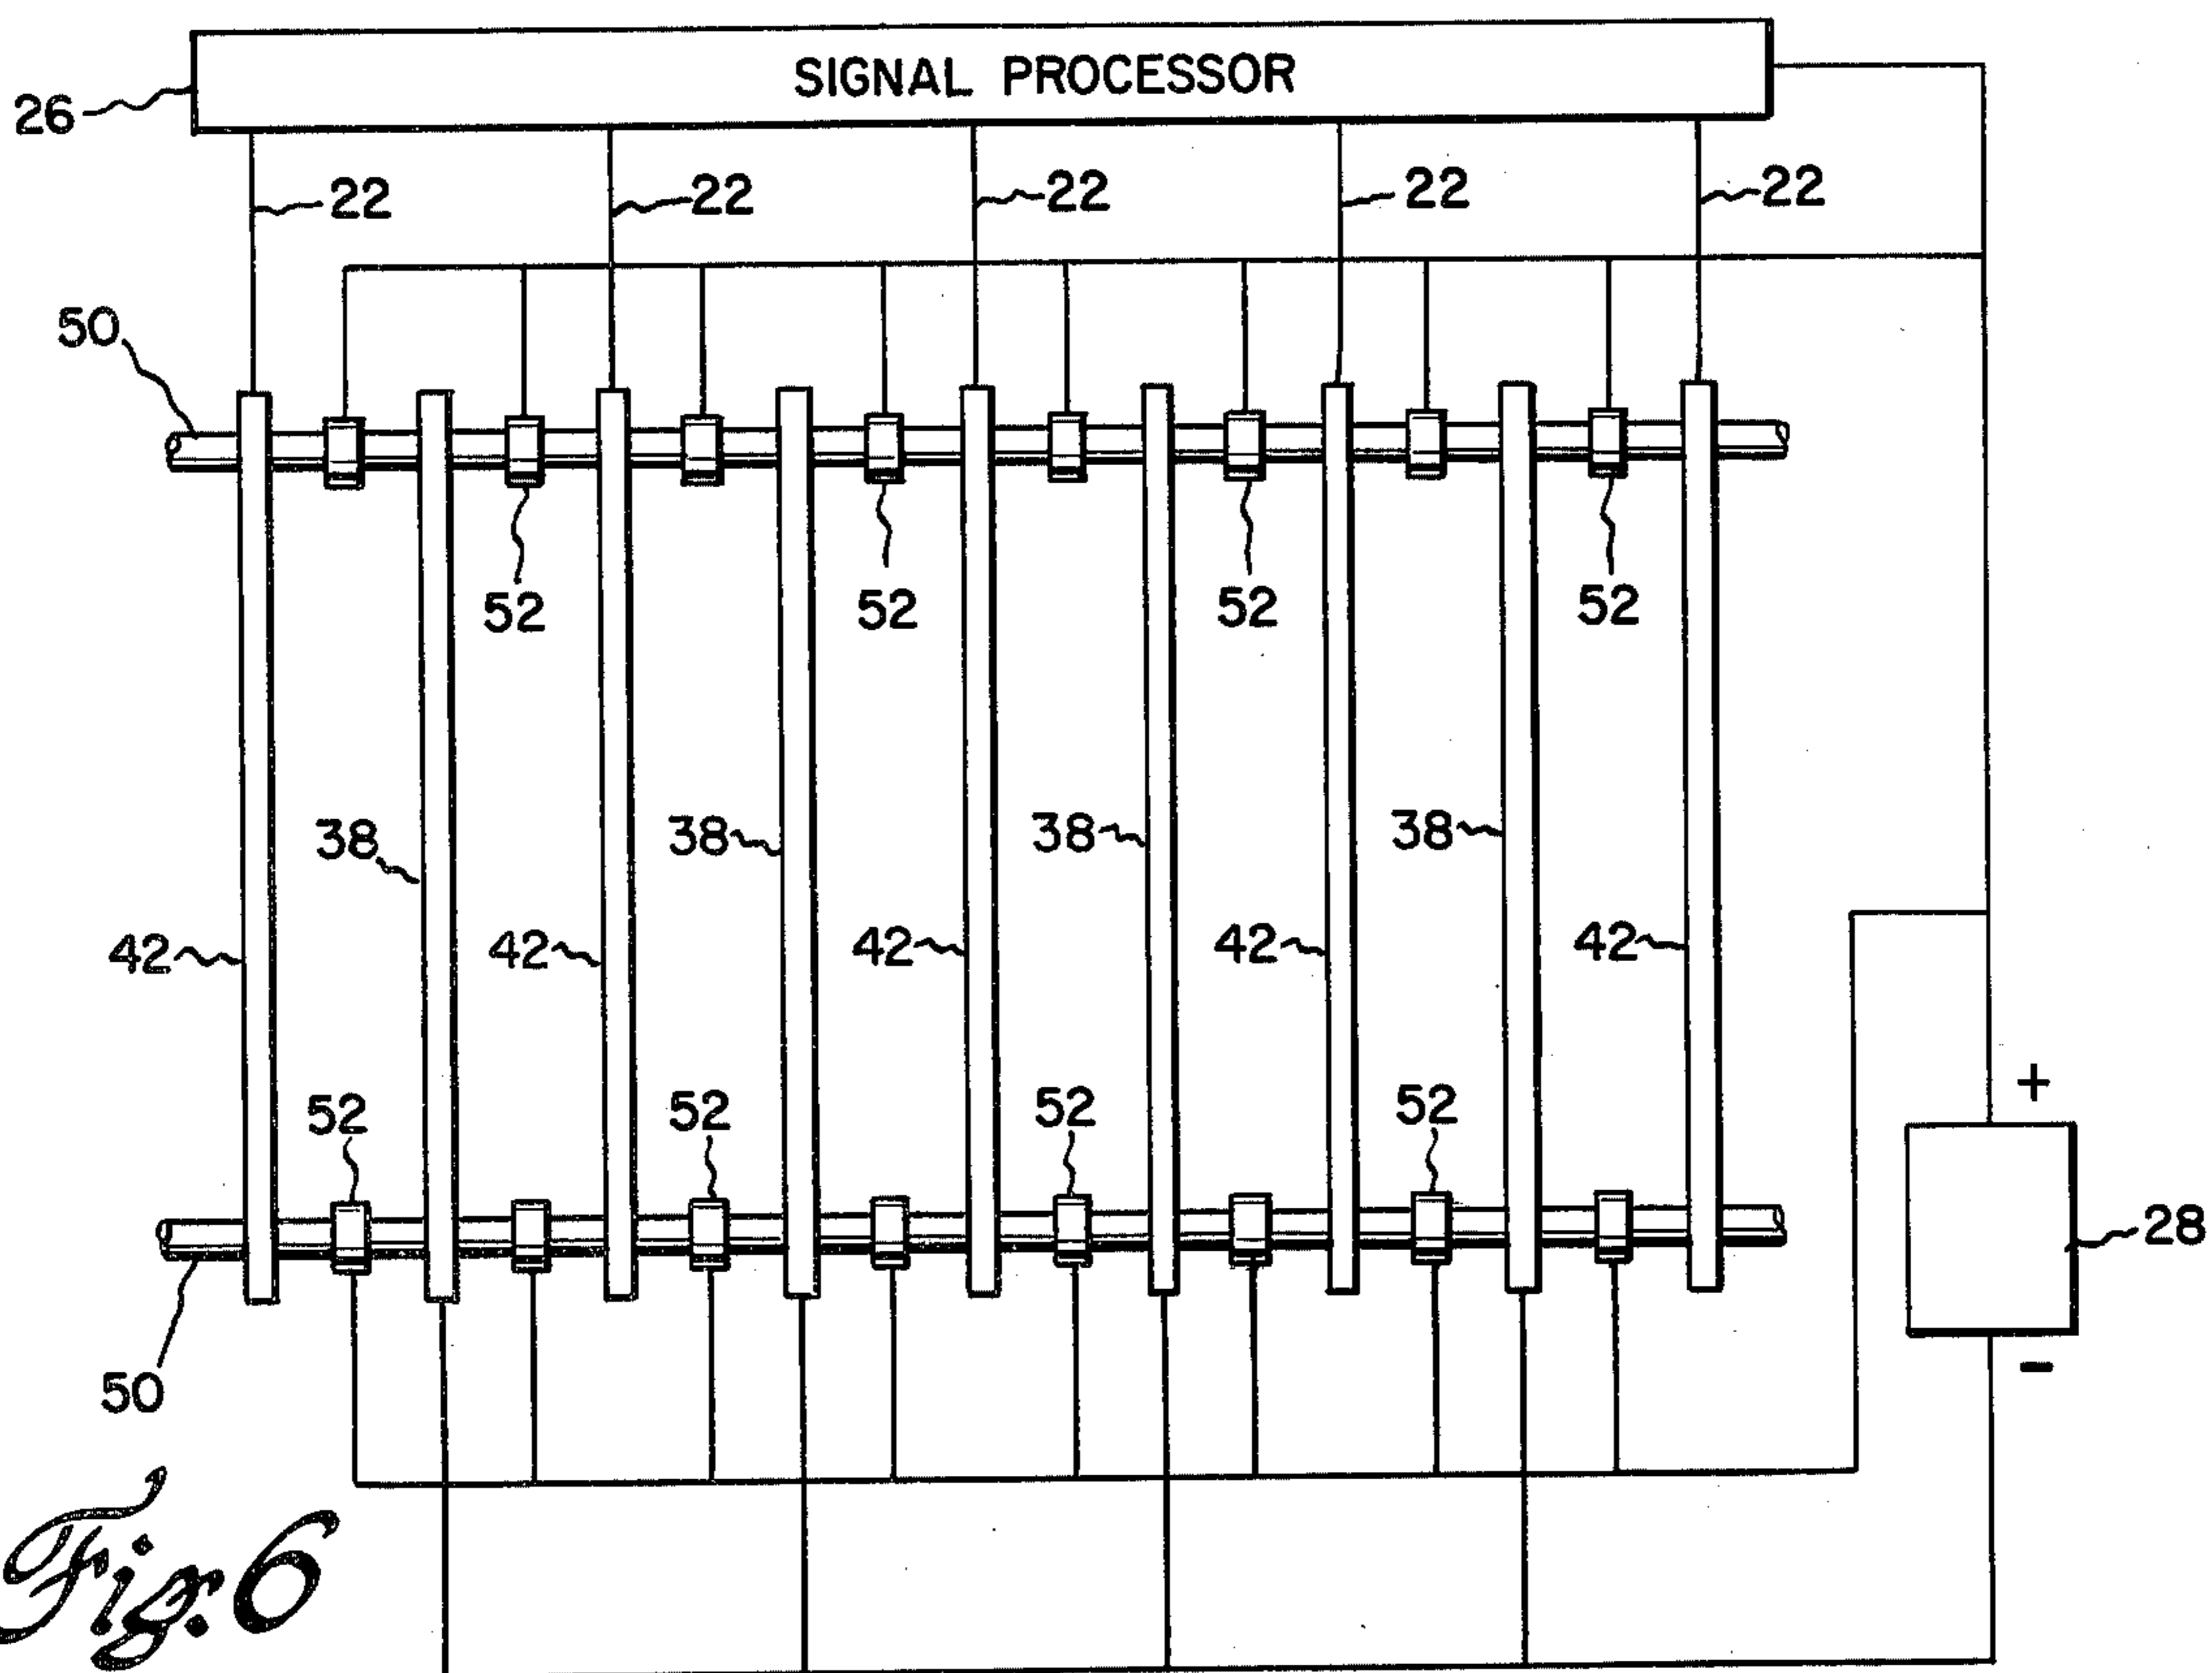 SIGNAL PROCESSOR
26
22 22 22 22 22
50
52 52 52 52
38 38 38 38
42 42 42 42 42
52 52 52 52
+
28
-
50
Fig. 6